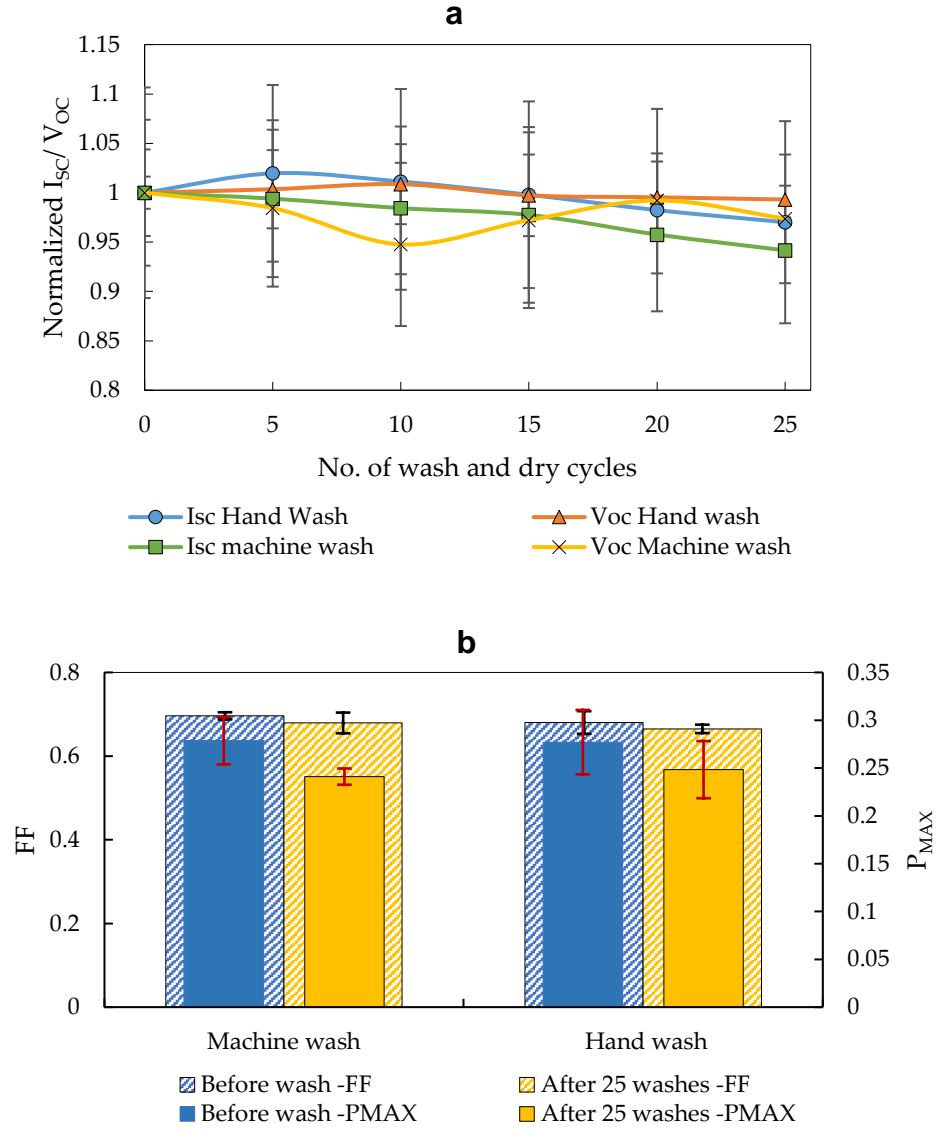 a
Normalized I_SC/ V_OC
1.15
1.1
1.05
1
0.95
0.9
0.85
0.8
0 5 10 15 20 25
No. of wash and dry cycles
Isc Hand Wash Voc Hand wash
Isc machine wash Voc Machine wash
b
FF
0.8
0.6
0.4
0.2
0
0.35
0.3
0.25
0.2
0.15
0.1
0.05
0
P_MAX
Machine wash Hand wash
Before wash -FF After 25 washes -FF
Before wash -PMAX After 25 washes -PMAX